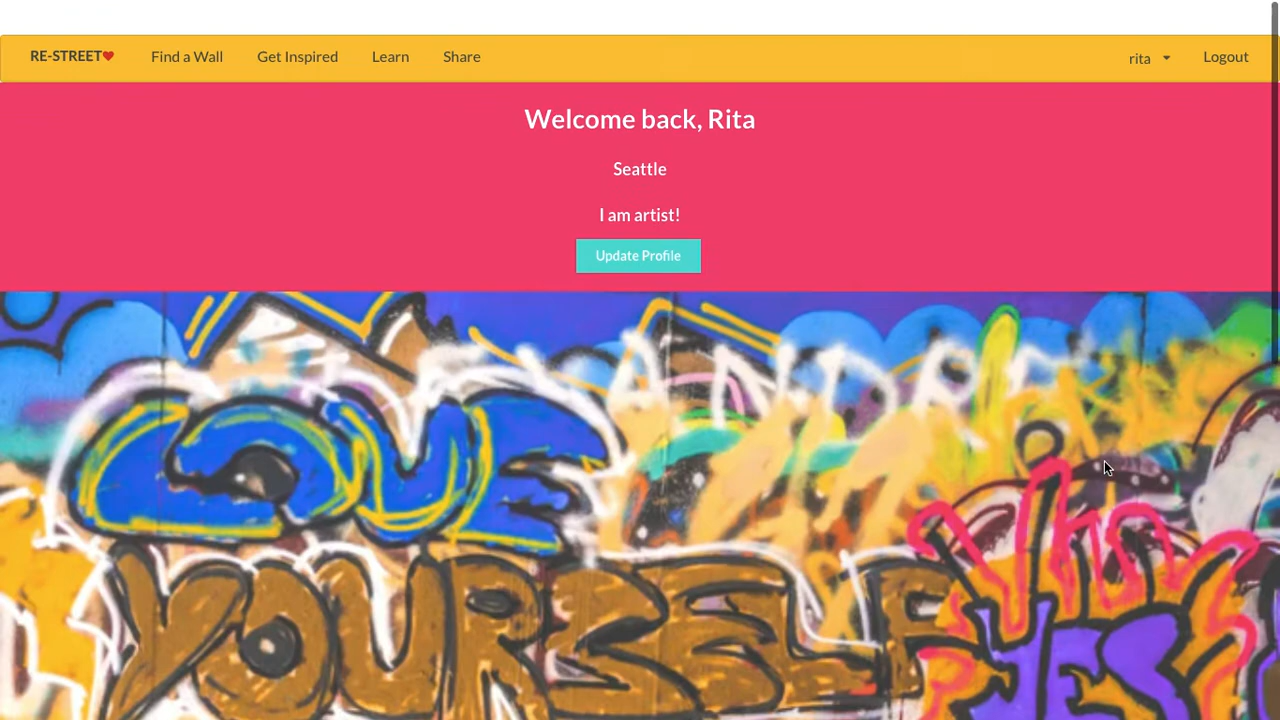 RE-STREET❤ Find a Wall Get Inspired Learn Share rita Logout
Welcome back, Rita
Seattle
I am artist!
Update Profile
LOVE
YOURSELF
YES